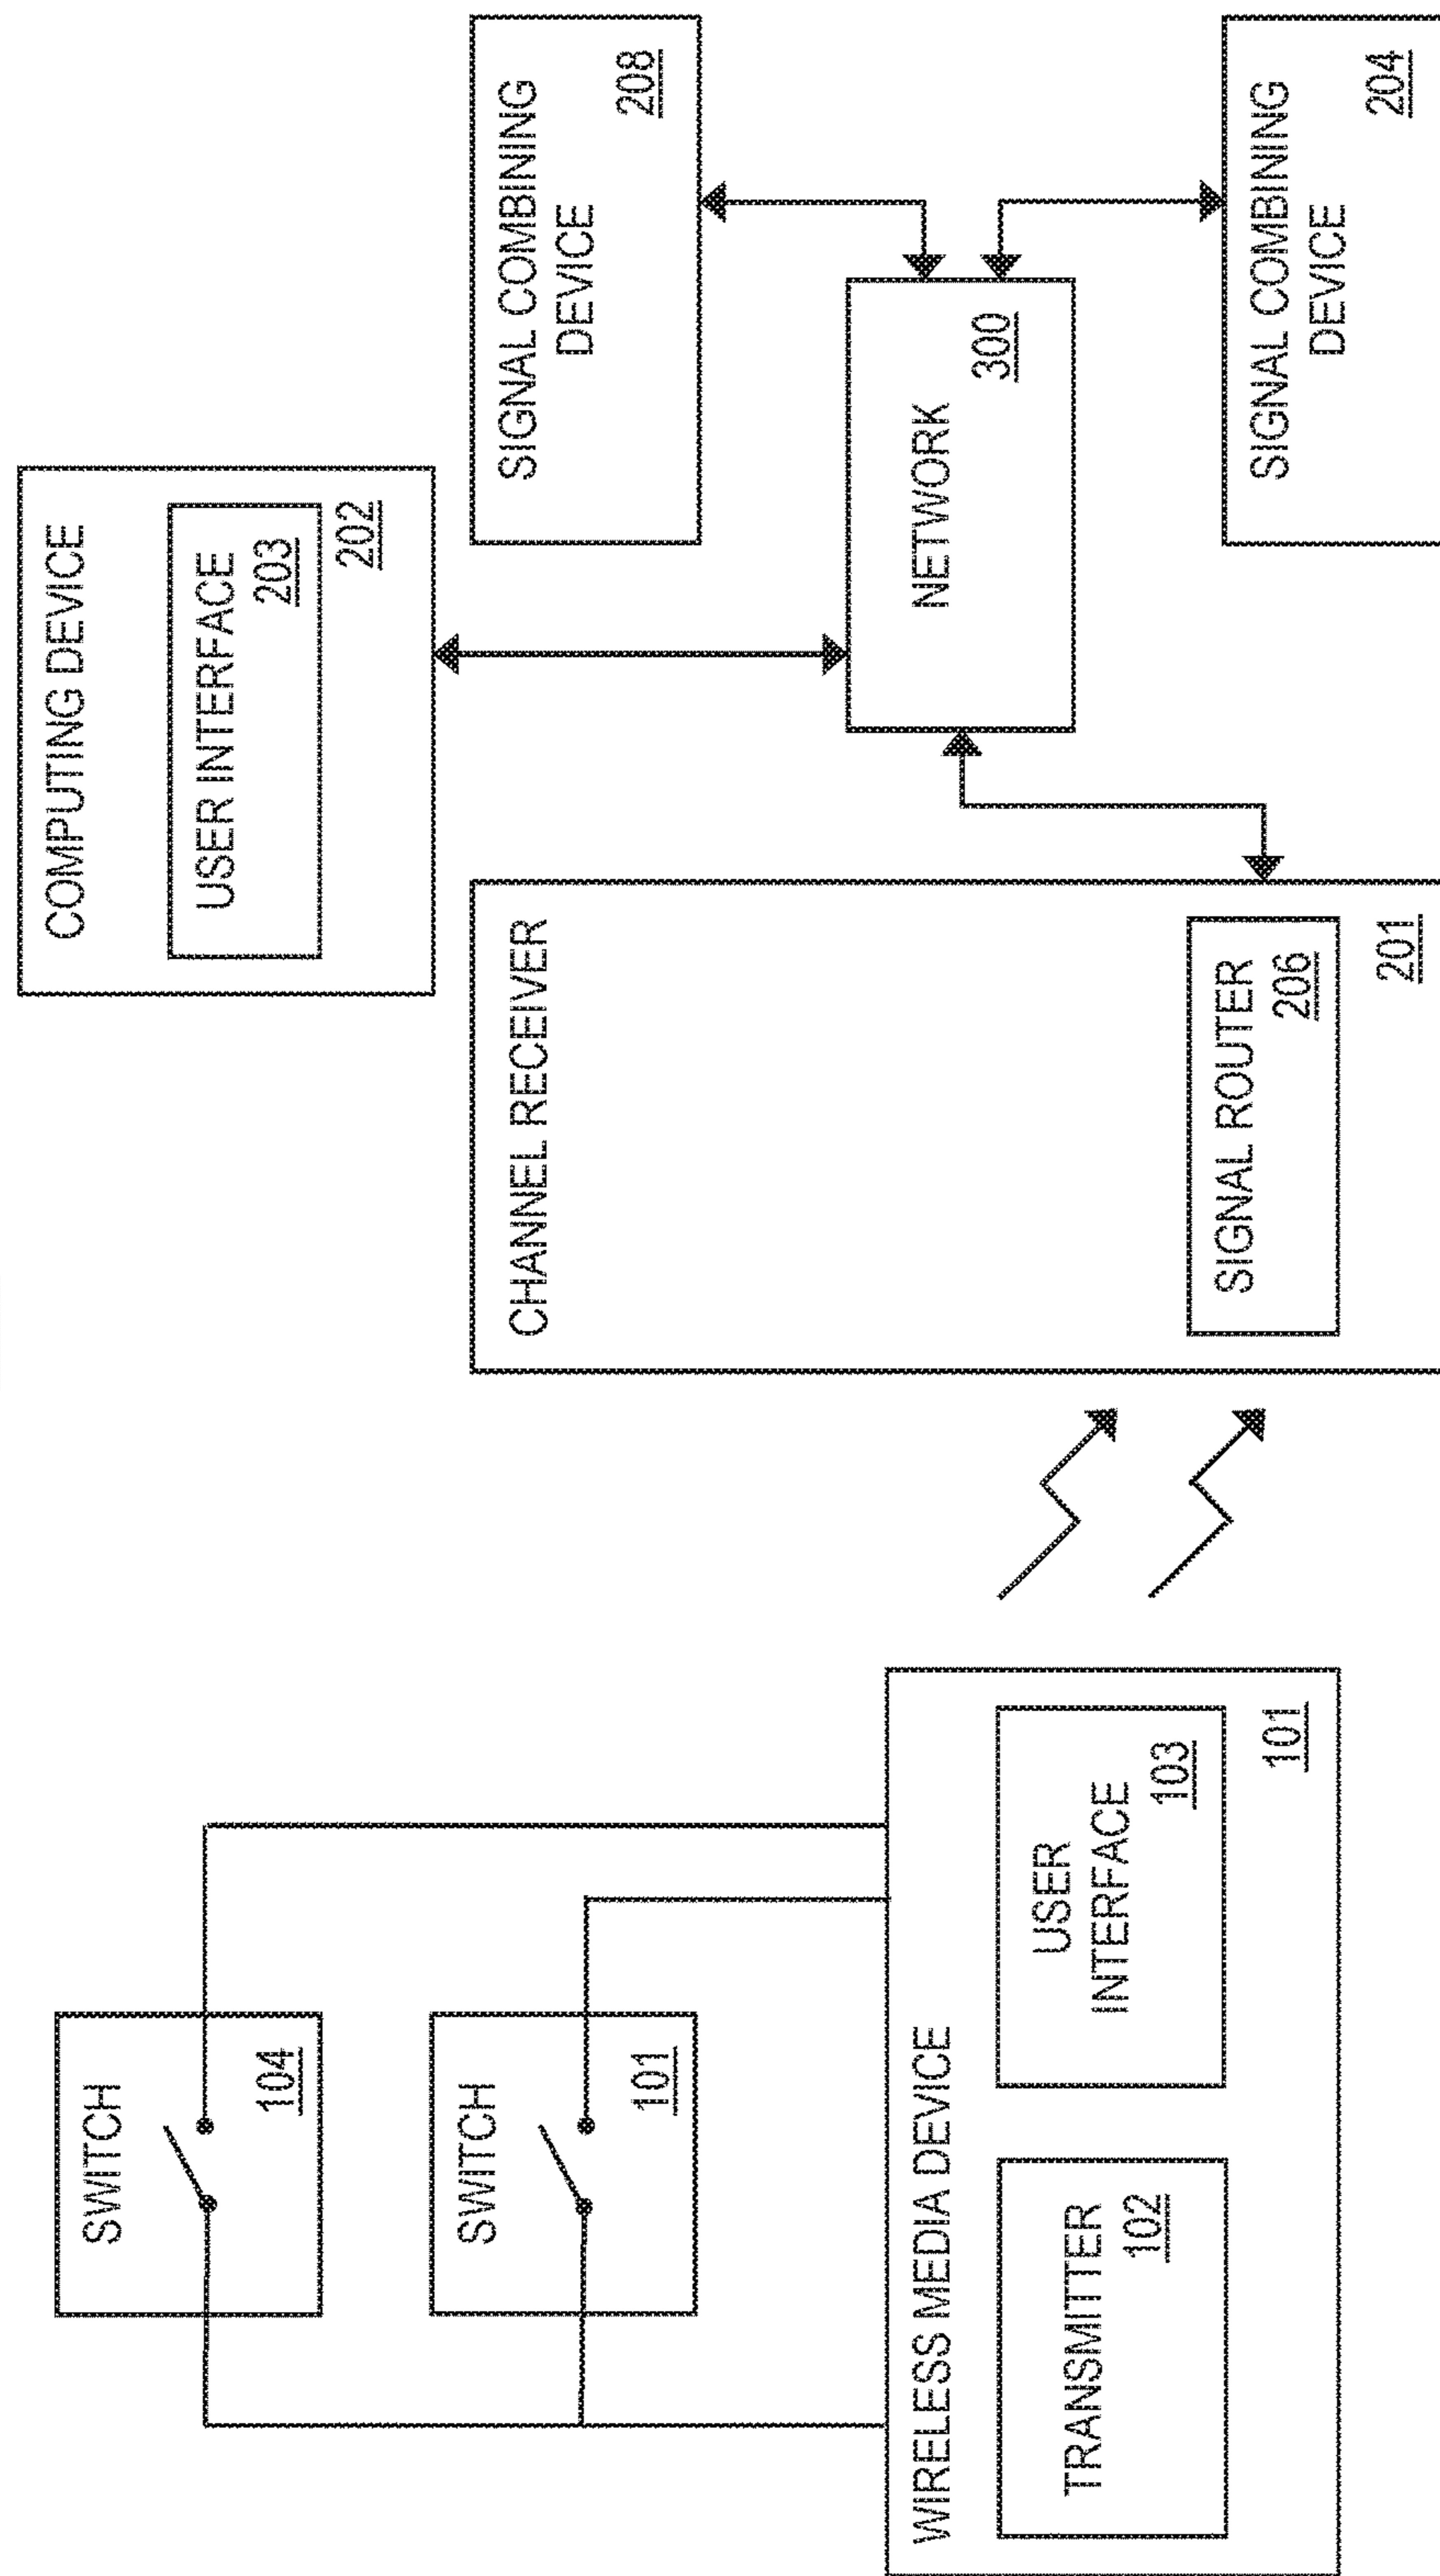 SWITCH
104
SWITCH
101
WIRELESS MEDIA DEVICE
TRANSMITTER
102
USER
INTERFACE
103
101
COMPUTING DEVICE
USER INTERFACE
203
202
CHANNEL RECEIVER
SIGNAL ROUTER
206
201
SIGNAL COMBINING
DEVICE
208
NETWORK
300
SIGNAL COMBINING
DEVICE
204